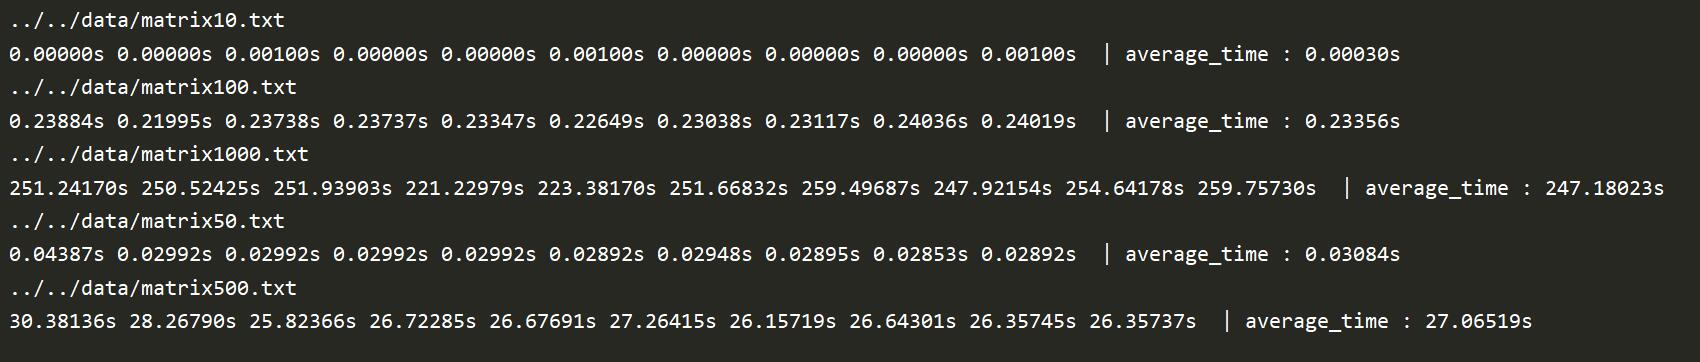 ../../data/matrix10.txt
0.00000s 0.00000s 0.00100s 0.00000s 0.00000s 0.00100s 0.00000s 0.00000s 0.00000s 0.00100s | average_time : 0.00030s
../../data/matrix100.txt
0.23884s 0.21995s 0.23738s 0.23737s 0.23347s 0.22649s 0.23038s 0.23117s 0.24036s 0.24019s | average_time : 0.23356s
../../data/matrix1000.txt
251.24170s 250.52425s 251.93903s 221.22979s 223.38170s 251.66832s 259.49687s 247.92154s 254.64178s 259.75730s | average_time : 247.18023s
../../data/matrix50.txt
0.04387s 0.02992s 0.02992s 0.02992s 0.02992s 0.02892s 0.02948s 0.02895s 0.02853s 0.02892s | average_time : 0.03084s
../../data/matrix500.txt
30.38136s 28.26790s 25.82366s 26.72285s 26.67691s 27.26415s 26.15719s 26.64301s 26.35745s 26.35737s | average_time : 27.06519s